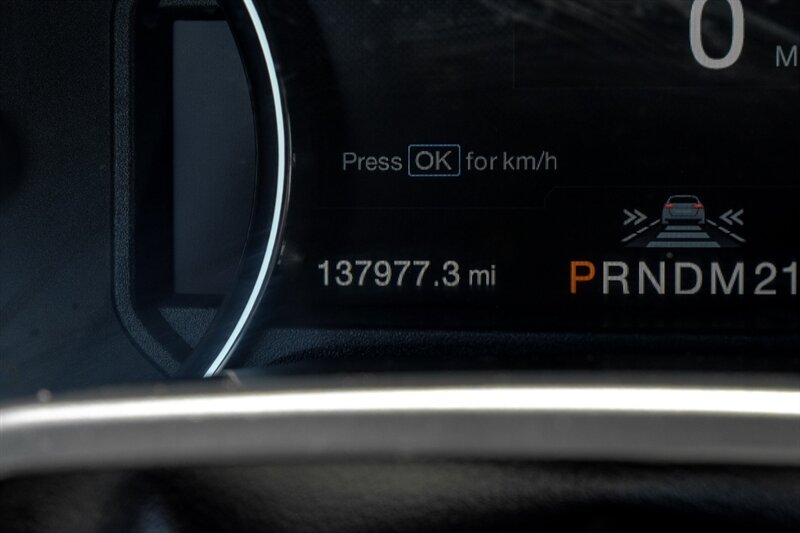 0 M
Press OK for km/h
137977.3 mi
PRNDM21